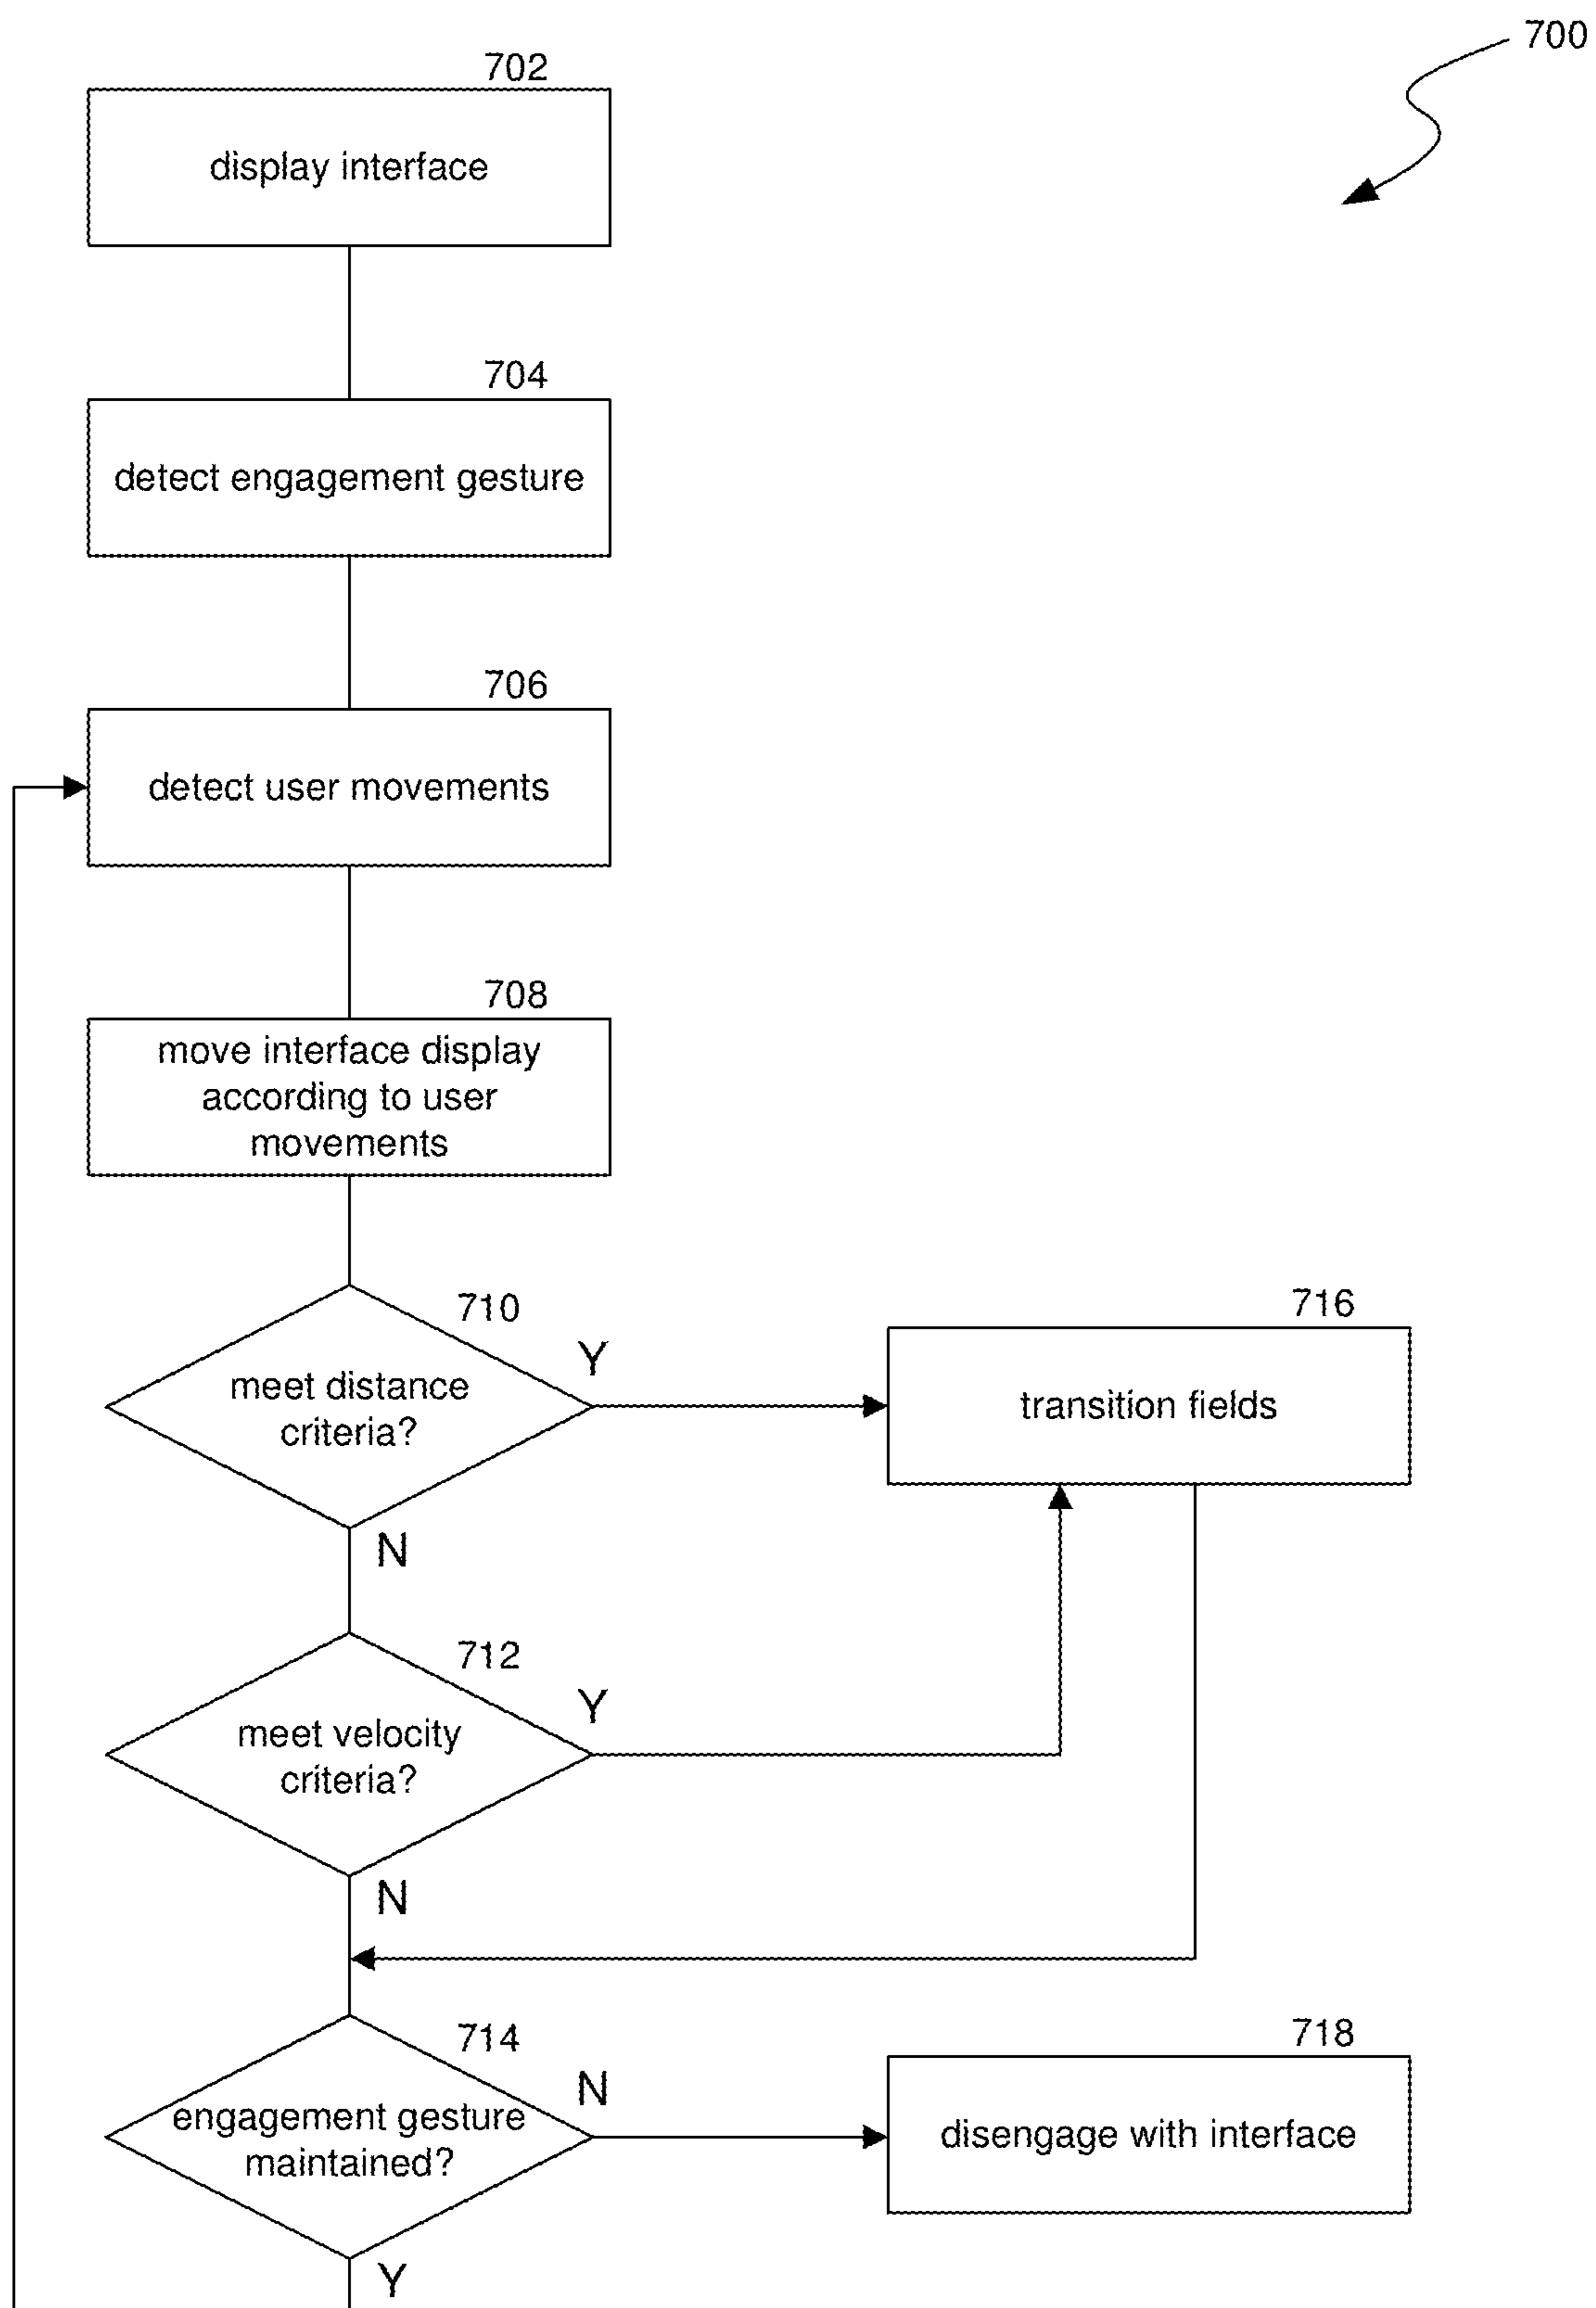 700
702
display interface
704
detect engagement gesture
706
detect user movements
708
move interface display
according to user
movements
710
meet distance
criteria?
Y
N
716
transition fields
712
meet velocity
criteria?
Y
N
714
engagement gesture
maintained?
N
Y
718
disengage with interface